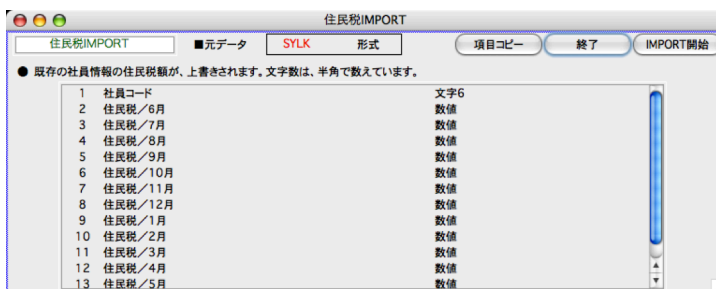 住民税IMPORT
住民税IMPORT ■元データ SYLK 形式 項目コピー 終了 IMPORT開始
● 既存の社員情報の住民税額が、上書きされます。文字数は、半角で数えています。
1 社員コード 文字6
2 住民税／6月 数値
3 住民税／7月 数値
4 住民税／8月 数値
5 住民税／9月 数値
6 住民税／10月 数値
7 住民税／11月 数値
8 住民税／12月 数値
9 住民税／1月 数値
10 住民税／2月 数値
11 住民税／3月 数値
12 住民税／4月 数値
13 住民税／5月 数値